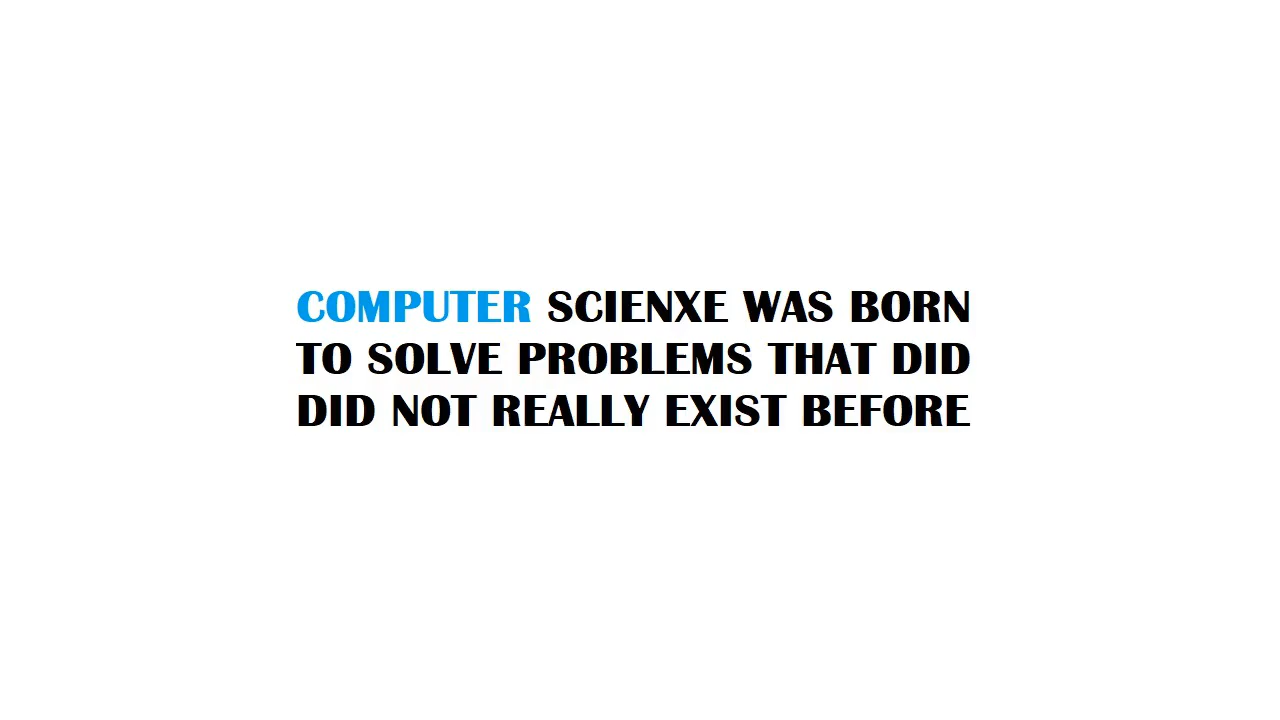 COMPUTER SCIENXE WAS BORN
TO SOLVE PROBLEMS THAT DID
DID NOT REALLY EXIST BEFORE